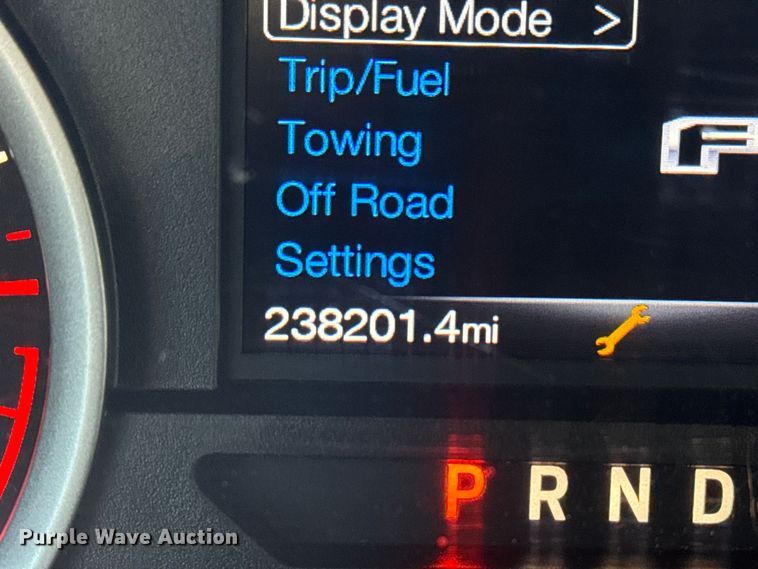 Display Mode >
Trip/Fuel
Towing
Off Road
Settings
238201.4mi
P R N D
Purple Wave Auction